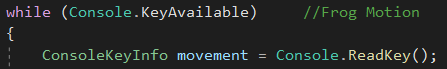 while (Console.KeyAvailable)     //Frog Motion
{
    ConsoleKeyInfo movement = Console.ReadKey();